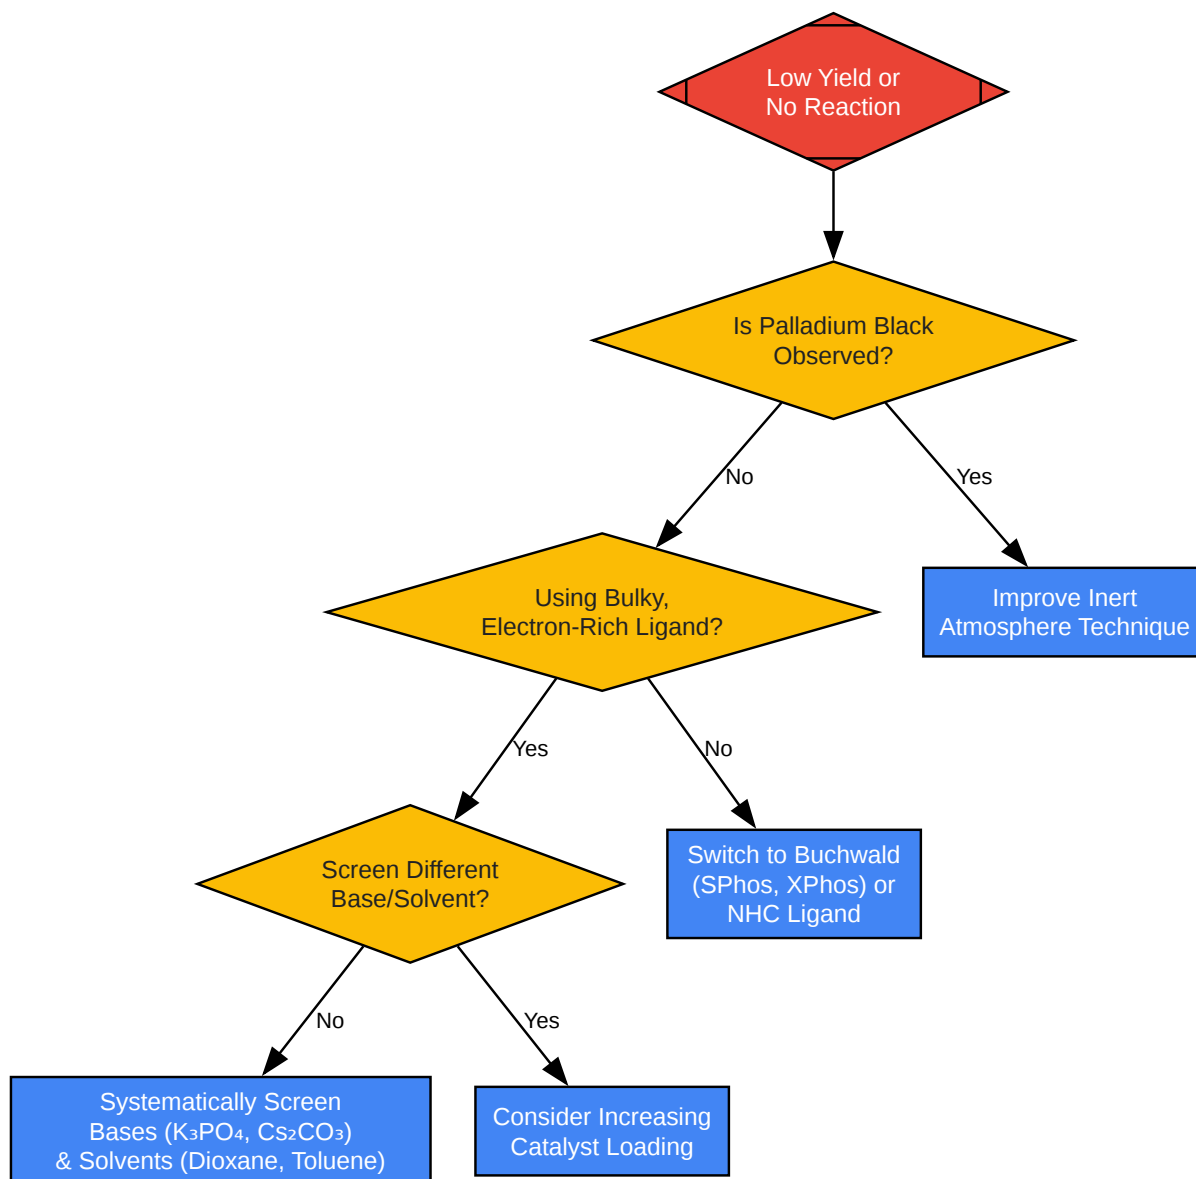 Low Yield or
No Reaction
Is Palladium Black
Observed?
No
Yes
Using Bulky,
Electron-Rich Ligand?
Improve Inert
Atmosphere Technique
Yes
No
Screen Different
Base/Solvent?
Switch to Buchwald
(SPhos, XPhos) or
NHC Ligand
No
Yes
Systematically Screen
Bases (K₃PO₄, Cs₂CO₃)
& Solvents (Dioxane, Toluene)
Consider Increasing
Catalyst Loading